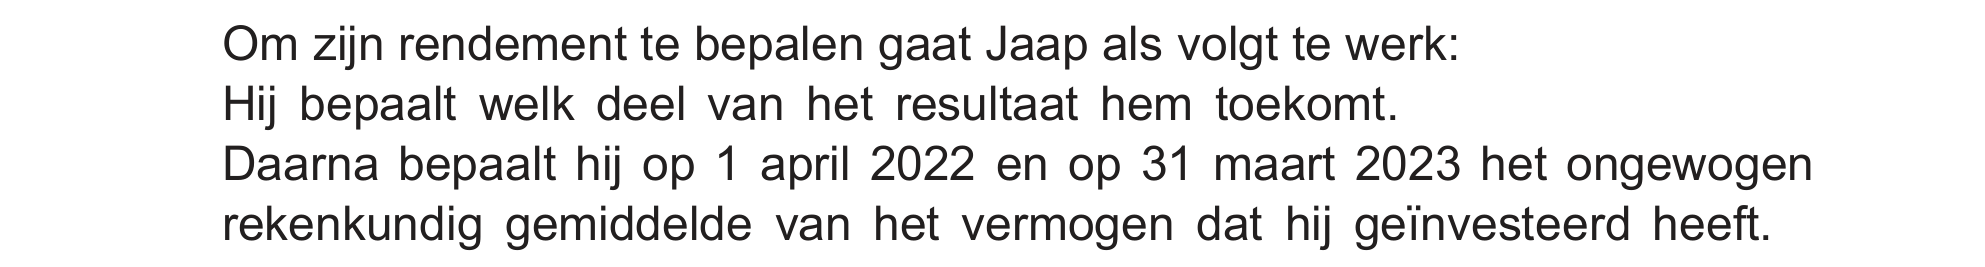 Om zijn rendement te bepalen gaat Jaap als volgt te werk:
Hij bepaalt welk deel van het resultaat hem toekomt.
Daarna bepaalt hij op 1 april 2022 en op 31 maart 2023 het ongewogen
rekenkundig gemiddelde van het vermogen dat hij geïnvesteerd heeft.